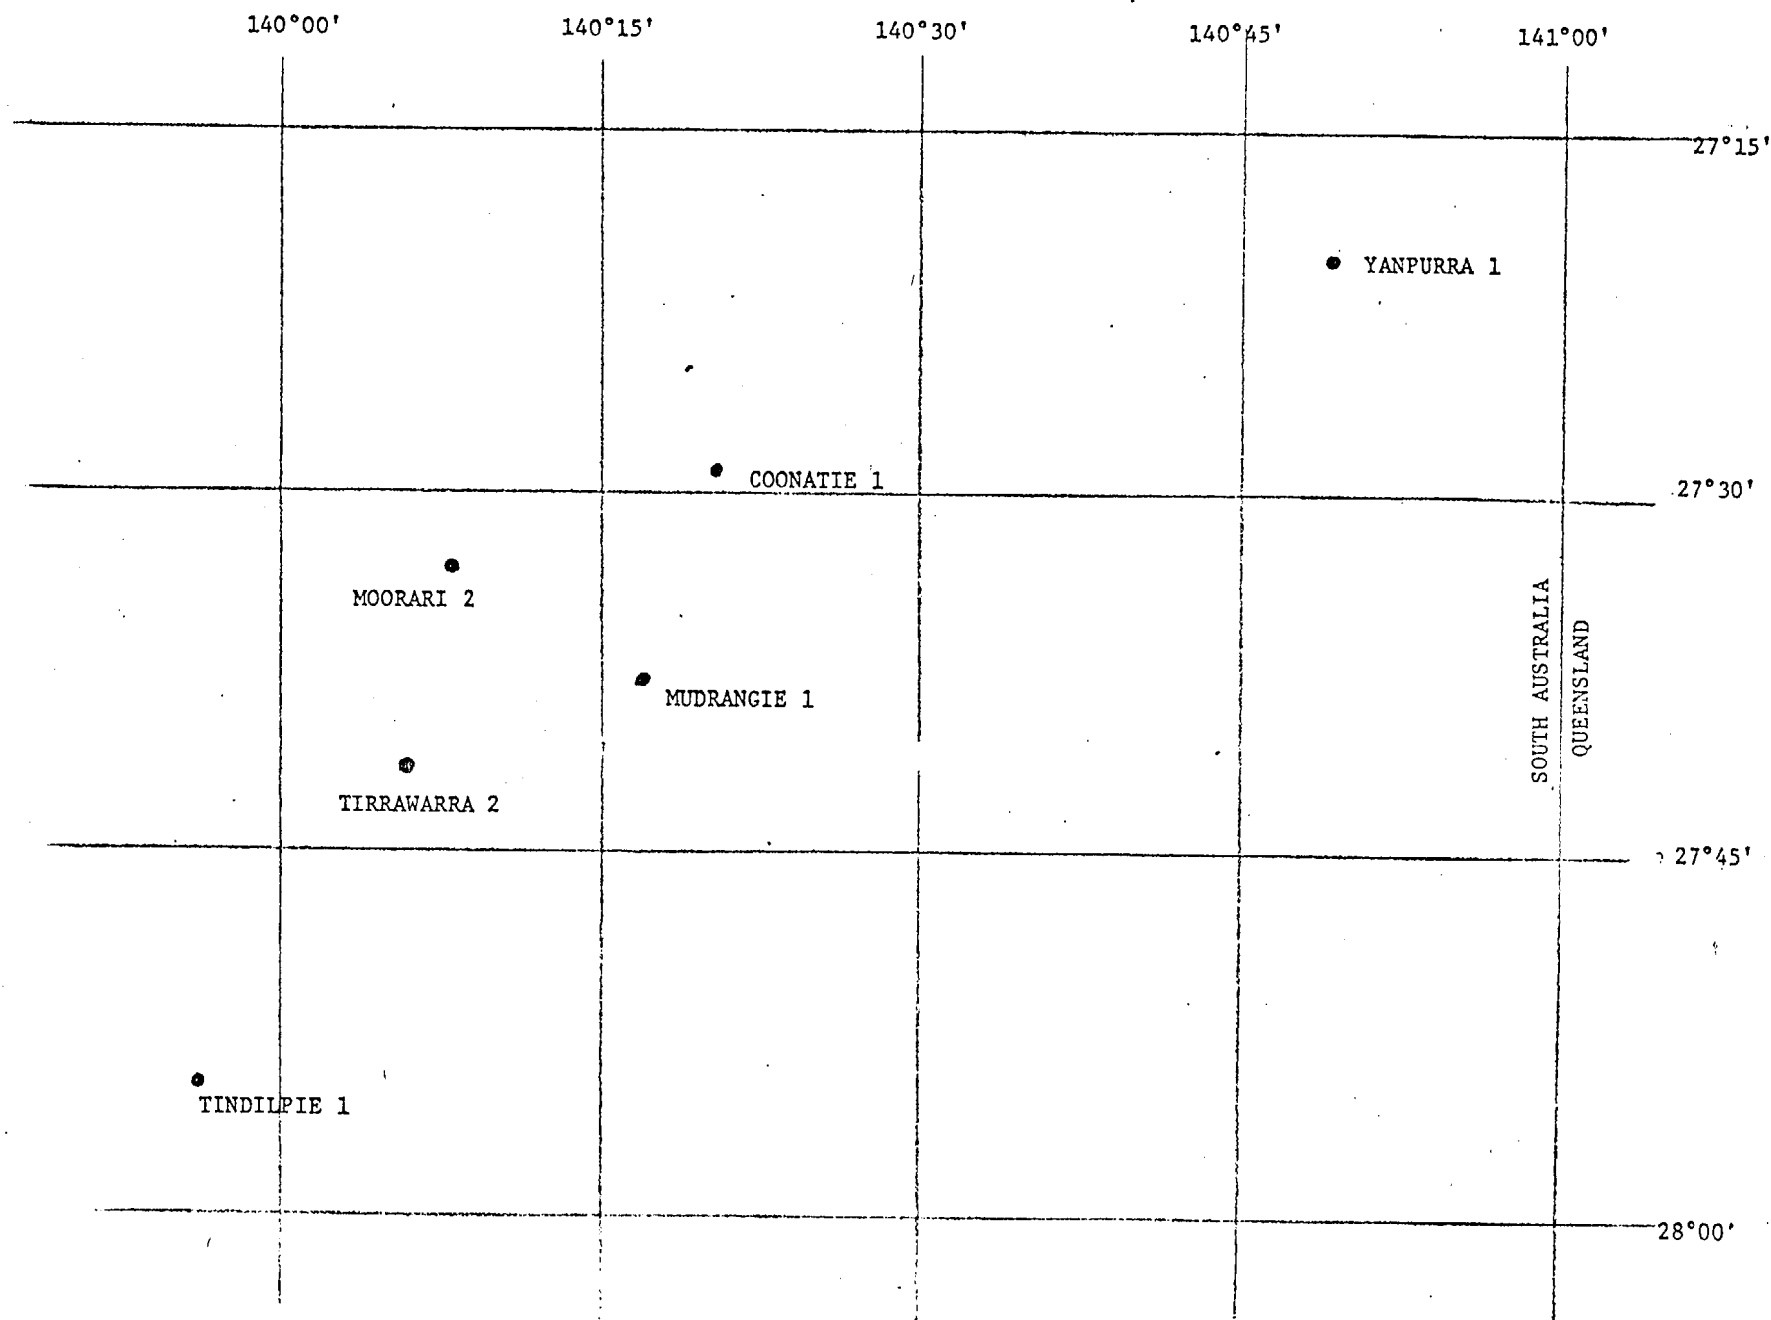 140°00'
140°15'
140°30'
140°45'
141°00'
27°15'
YANPURRA 1
COONATIE 1
27°30'
MOORARI 2
SOUTH AUSTRALIA
QUEENSLAND
MUDRANGIE 1
TIRRAWARRA 2
27°45'
TINDILPIE 1
28°00'